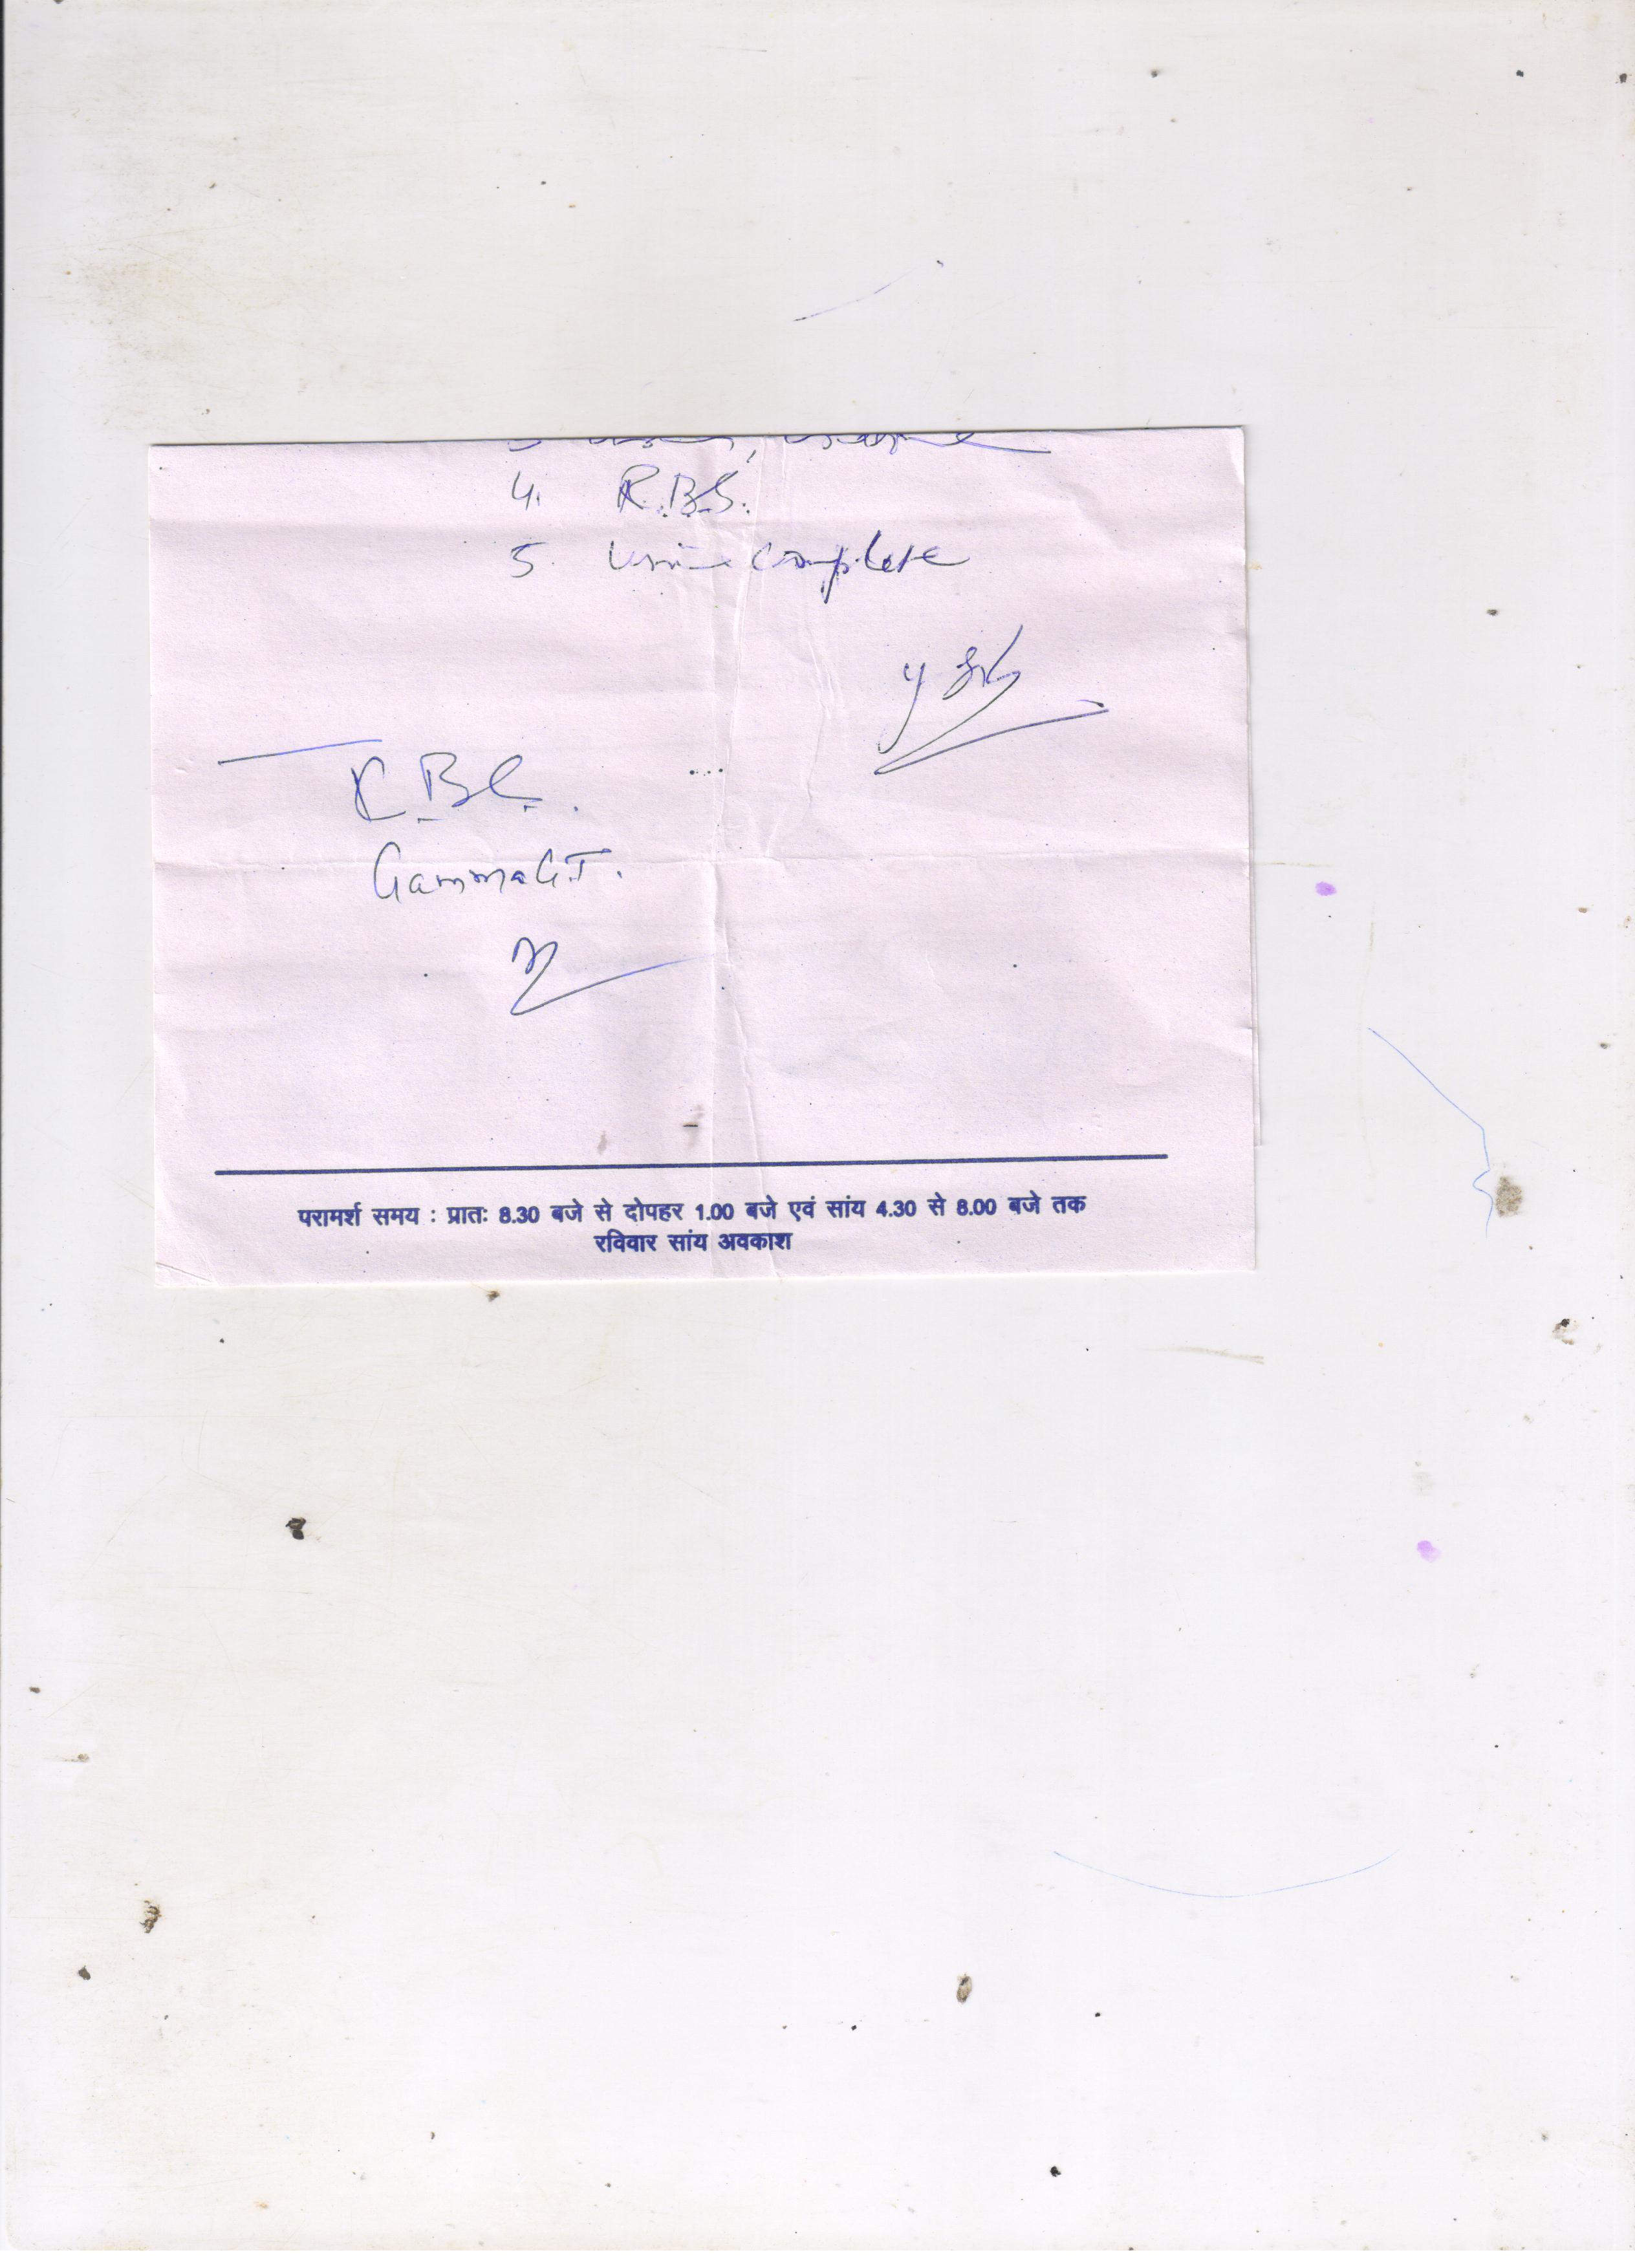 4. R.B.S.
5. Urine complete
Gamma G.T.
परामर्श समय : प्रातः 8.30 बजे से दोपहर 1.00 बजे एवं सांय 4.30 से 8.00 बजे तक
रविवार सांय अवकाश